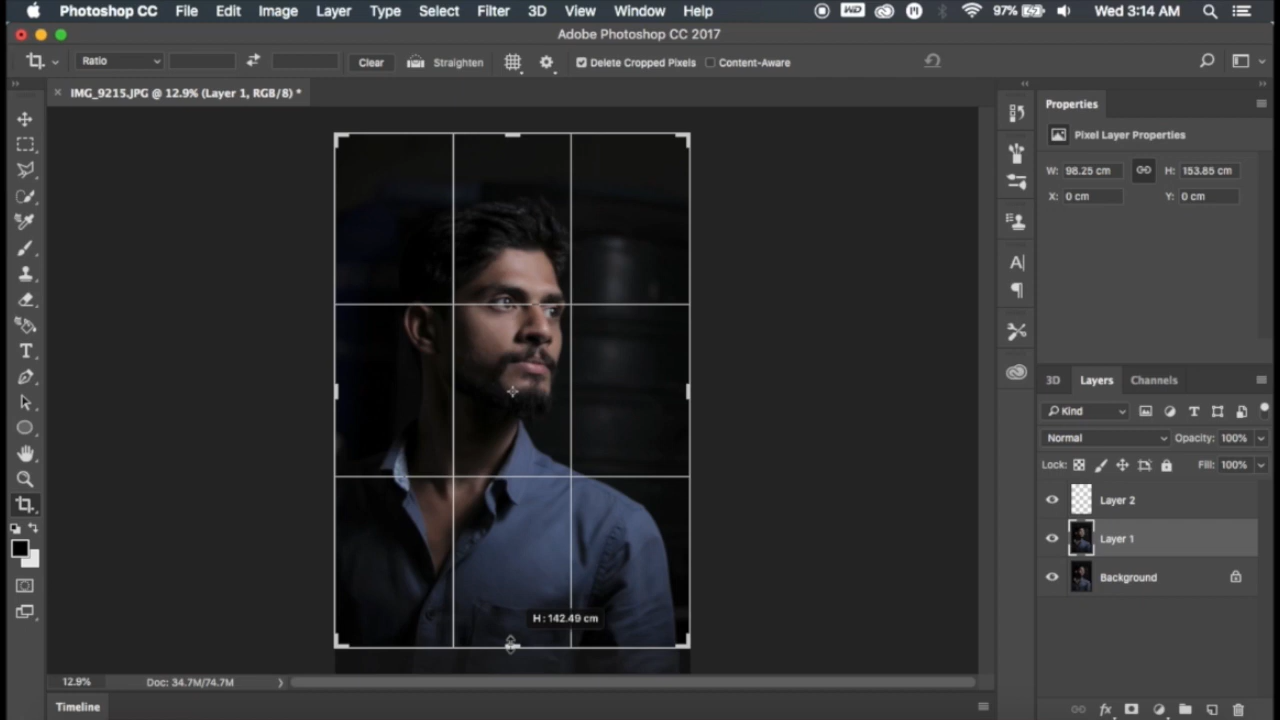 Photoshop CC File Edit Image Layer Type Select Filter 3D View Window Help 97% Wed 3:14 AM
Adobe Photoshop CC 2017
Ratio Clear Straighten Delete Cropped Pixels Content-Aware
IMG_9215.JPG @ 12.9% (Layer 1, RGB/8) *
Properties
Pixel Layer Properties
W: 98.25 cm H: 153.85 cm
X: 0 cm Y: 0 cm
3D Layers Channels
Kind
Normal Opacity: 100%
Lock: Fill: 100%
Layer 2
Layer 1
Background
H : 142.49 cm
12.9% Doc: 34.7M/74.7M
Timeline